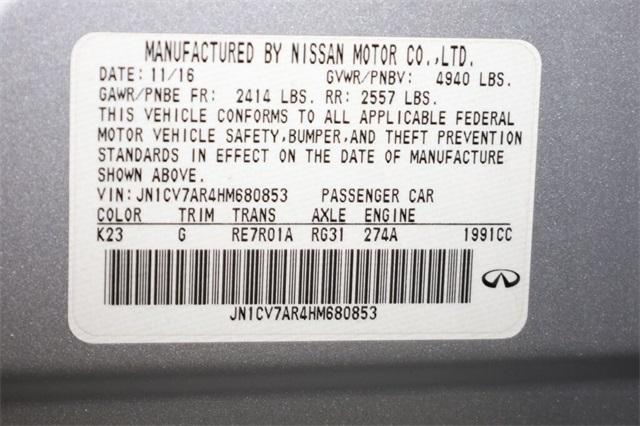 MANUFACTURED BY NISSAN MOTOR CO.,LTD.
DATE: 11/16 GVWR/PNBV: 4940 LBS.
GAWR/PNBE FR: 2414 LBS. RR: 2557 LBS.
THIS VEHICLE CONFORMS TO ALL APPLICABLE FEDERAL
MOTOR VEHICLE SAFETY,BUMPER,AND THEFT PREVENTION
STANDARDS IN EFFECT ON THE DATE OF MANUFACTURE
SHOWN ABOVE.
VIN:JN1CV7AR4HM680853 PASSENGER CAR
COLOR TRIM TRANS AXLE ENGINE
K23 G RE7R01A RG31 274A 1991CC
JN1CV7AR4HM680853